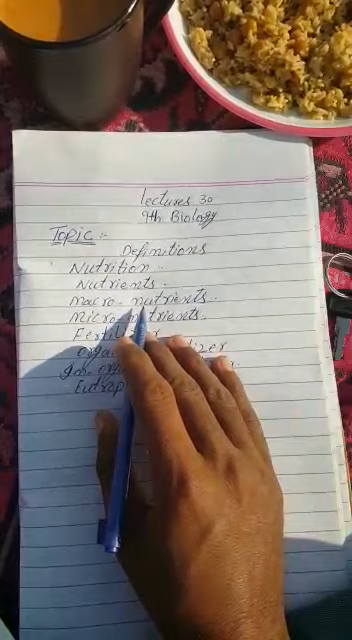 lectures 30
9th Biology
Topic:-
Definitions
Nutrition.
Nutrients.
Macro-nutrients.
Micro-nutrients.